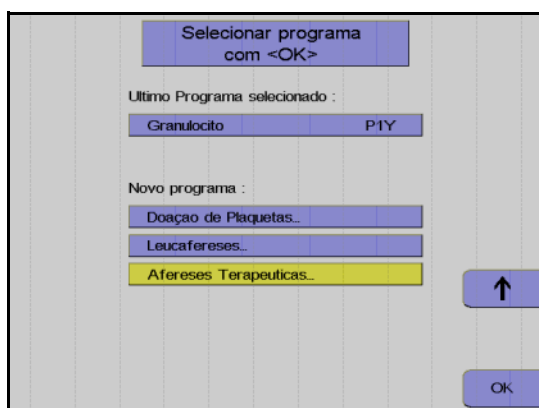 Selecionar programa
com <OK>
Ultimo Programa selecionado :
Granulocito P1Y
Novo programa :
Doaçao de Plaquetas...
Leucafereses...
Afereses Terapeuticas...
OK